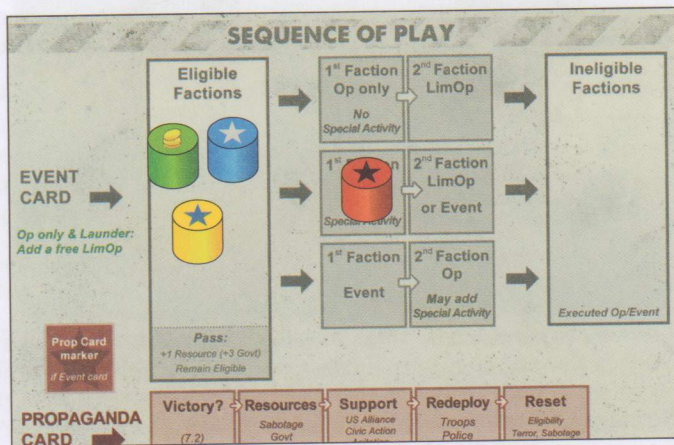 SEQUENCE OF PLAY
Eligible
Factions
1st Faction
Op only
No
Special Activity
2nd Faction
LimOp
Ineligible
Factions
EVENT
CARD
Op only & Launder:
Add a free LimOp
1st
Special Activity
2nd Faction
LimOp
or Event
1st Faction
Event
2nd Faction
Op
May add
Special Activity
Executed Op/Event
Pass:
+1 Resource (+3 Govt)
Remain Eligible
Prop Card
marker
if Event card
PROPAGANDA
CARD
Victory?
(7.2)
Resources
Sabotage
Govt
Support
US Alliance
Civic Action
Redeploy
Troops
Police
Reset
Eligibility
Terror, Sabotage